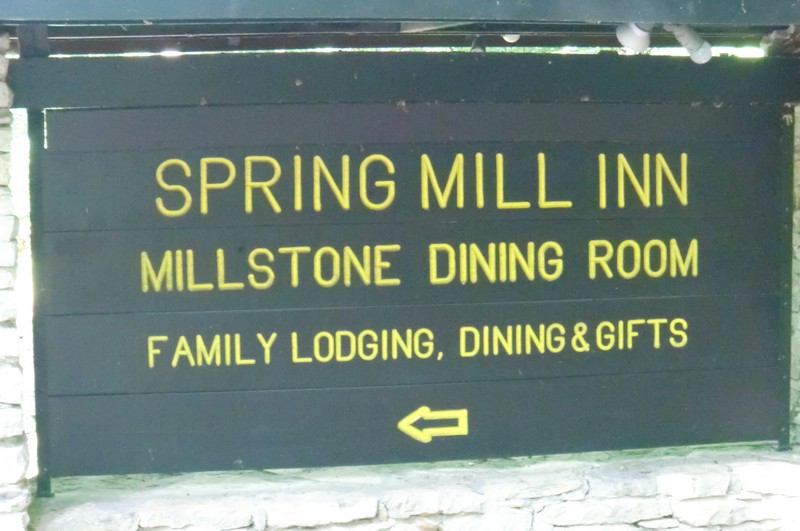 SPRING MILL INN
MILLSTONE DINING ROOM
FAMILY LODGING, DINING & GIFTS